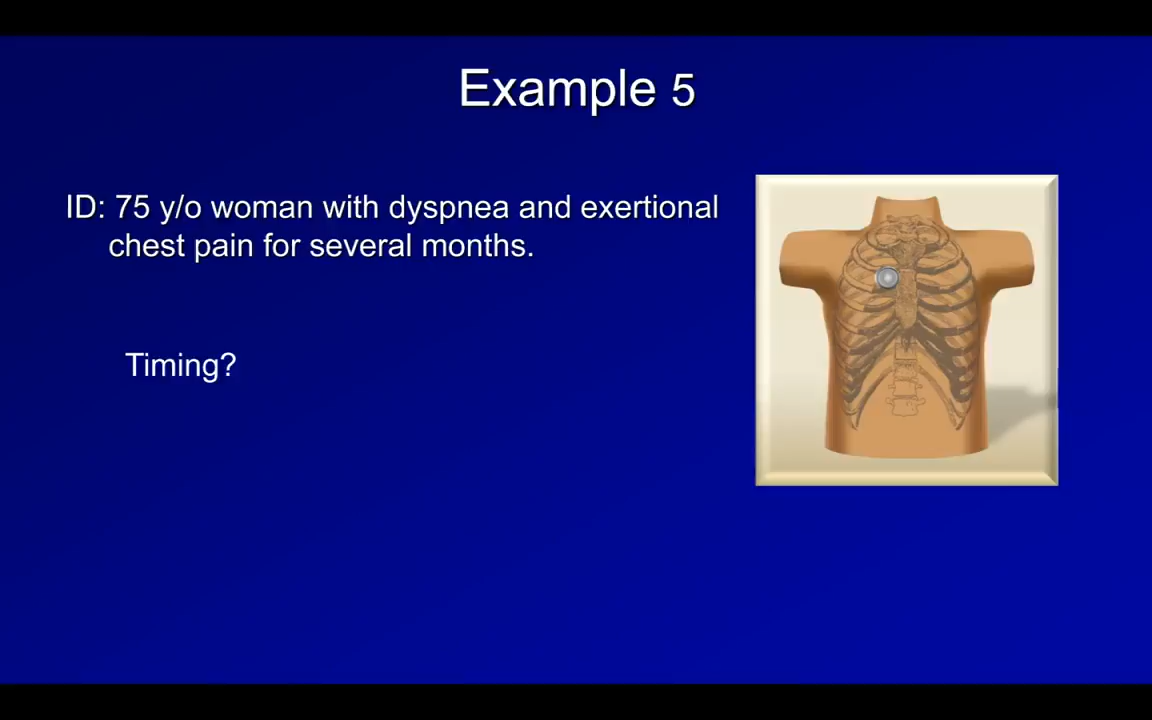 Example 5
ID: 75 y/o woman with dyspnea and exertional
chest pain for several months.
Timing?